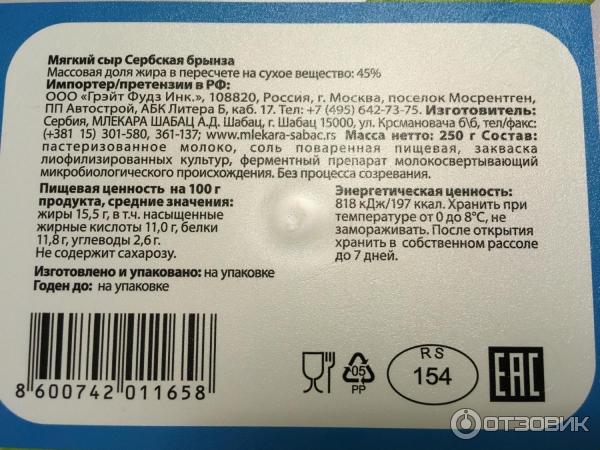 Мягкий сыр Сербская брынза
Массовая доля жира в пересчете на сухое вещество: 45%
Импортер/претензии в РФ:
ООО «Грэйт Фудз Инк.», 108820, Россия, г. Москва, поселок Мосрентген,
ПП Автострой, АБК Литера Б, каб. 17. Тел: +7 (495) 642-73-75. Изготовитель:
Сербия, МЛЕКАРА ШАБАЦ А.Д. Шабац, г. Шабац 15000, ул. Крсмановача б\б, тел/факс:
(+381 15) 301-580, 361-137; www.mlekara-sabac.rs Масса нетто: 250 г Состав:
пастеризованное молоко, соль поваренная пищевая, закваска
лиофилизированных культур, ферментный препарат молокосвертывающий
микробиологического происхождения. Без процесса созревания.
Пищевая ценность на 100 г
продукта, средние значения:
жиры 15,5 г, в т.ч. насыщенные
жирные кислоты 11,0 г, белки
11,8 г, углеводы 2,6 г.
Не содержит сахарозу.
Энергетическая ценность:
818 кДж/197 ккал. Хранить при
температуре от 0 до 8°С, не
замораживать. После открытия
хранить в собственном рассоле
до 7 дней.
Изготовлено и упаковано: на упаковке
Годен до: на упаковке
8 600742 011658
05
PP
RS
154
EAC
ОТЗОВИК